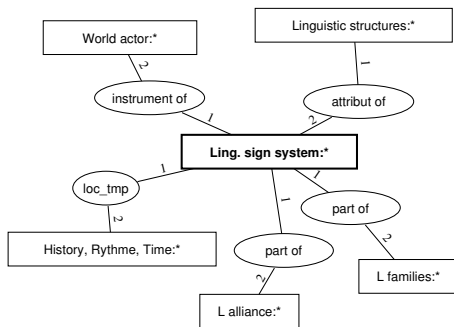 World actor:*
Linguistic structures:*
2
1
instrument of
attribut of
1
2
Ling. sign system:*
1
1
1
loc_tmp
part of
2
2
History, Rythme, Time:*
part of
2
L families:*
L alliance:*